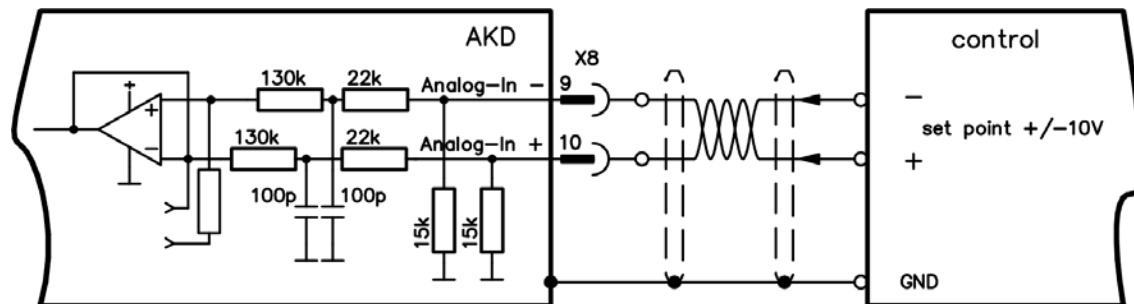 AKD
X8
control
130k
22k
Analog-In -
9
-
+
+
set point +/-10V
-
130k
22k
Analog-In +
10
+
100p
100p
15k
15k
GND